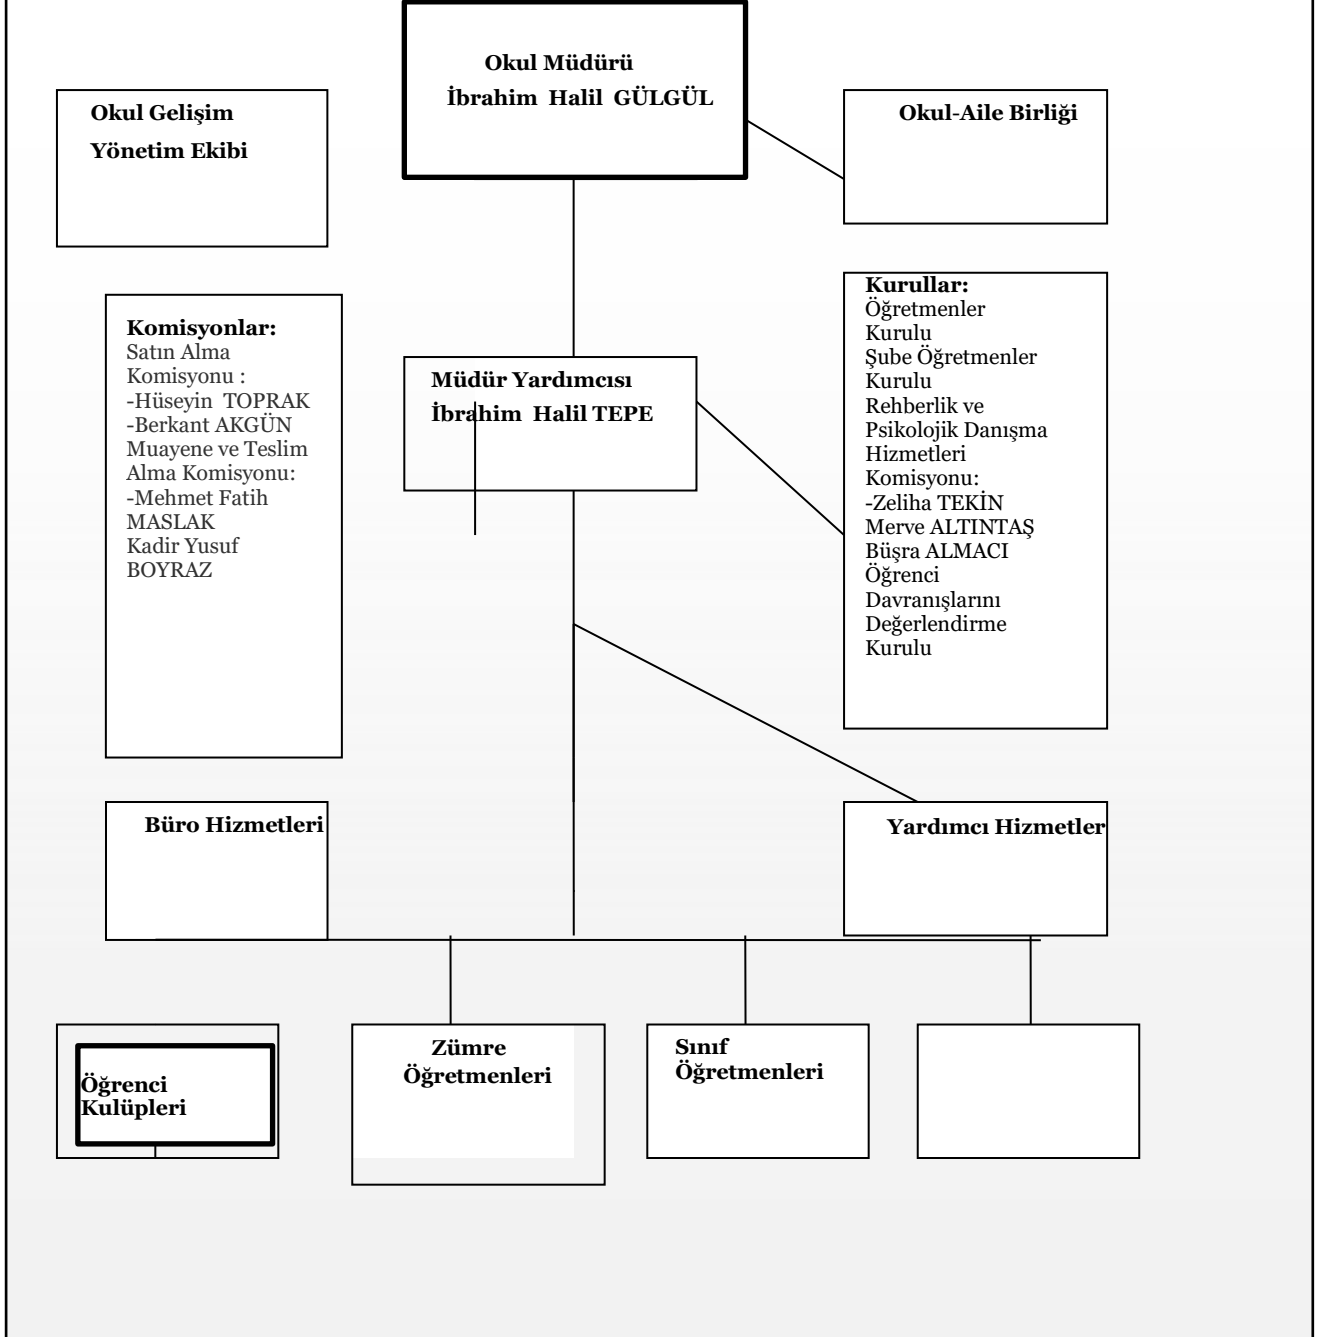 Okul Müdürü
İbrahim Halil GÜLGÜL
Okul Gelişim
Yönetim Ekibi
Okul-Aile Birliği
Komisyonlar:
Satın Alma
Komisyonu :
-Hüseyin TOPRAK
-Berkant AKGÜN
Muayene ve Teslim
Alma Komisyonu:
-Mehmet Fatih
MASLAK
Kadir Yusuf
BOYRAZ
Müdür Yardımcısı
İbrahim Halil TEPE
Kurullar:
Öğretmenler
Kurulu
Şube Öğretmenler
Kurulu
Rehberlik ve
Psikolojik Danışma
Hizmetleri
Komisyonu:
-Zeliha TEKİN
Merve ALTINTAŞ
Büşra ALMACI
Öğrenci
Davranışlarını
Değerlendirme
Kurulu
Büro Hizmetleri
Yardımcı Hizmetler
Öğrenci
Kulüpleri
Zümre
Öğretmenleri
Sınıf
Öğretmenleri